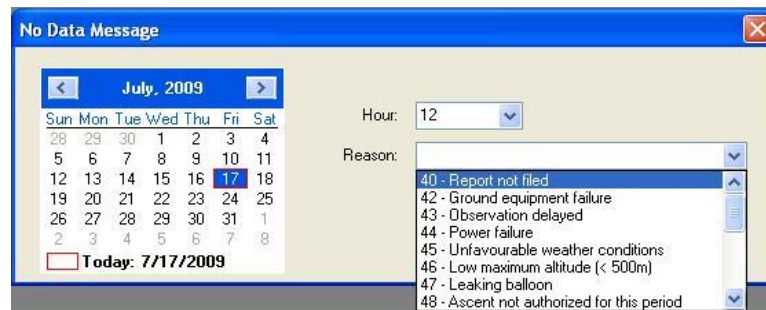 No Data Message
July, 2009
Sun Mon Tue Wed Thu Fri Sat
28 29 30 1 2 3 4
5 6 7 8 9 10 11
12 13 14 15 16 17 18
19 20 21 22 23 24 25
26 27 28 29 30 31 1
2 3 4 5 6 7 8
Today: 7/17/2009
Hour: 12
Reason:
40 - Report not filed
42 - Ground equipment failure
43 - Observation delayed
44 - Power failure
45 - Unfavourable weather conditions
46 - Low maximum altitude (< 500m)
47 - Leaking balloon
48 - Ascent not authorized for this period